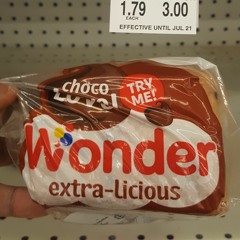 1.79 3.00
EACH
EFFECTIVE UNTIL JUL 21
choco
TRY
ME!
Wonder
extra-licious